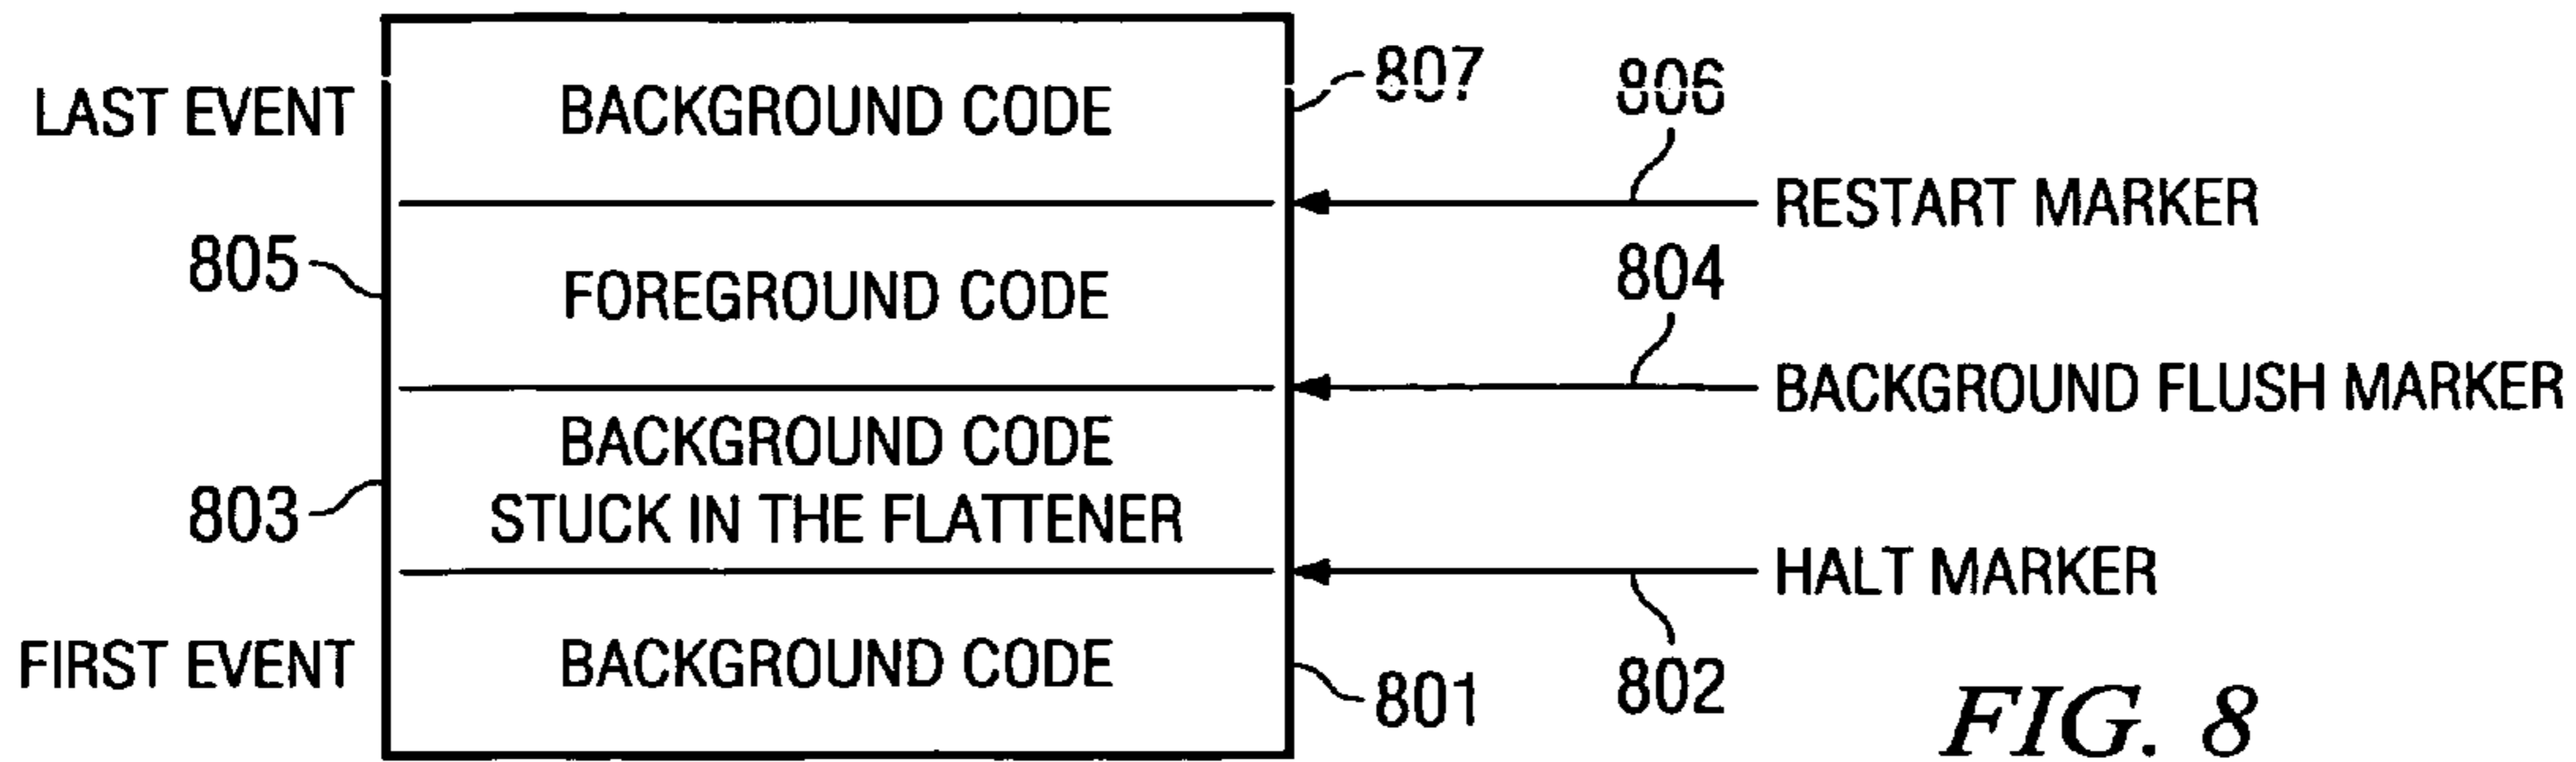 LAST EVENT
BACKGROUND CODE
807
806
RESTART MARKER
805
FOREGROUND CODE
804
BACKGROUND FLUSH MARKER
803
BACKGROUND CODE
STUCK IN THE FLATTENER
HALT MARKER
FIRST EVENT
BACKGROUND CODE
801
802
FIG. 8